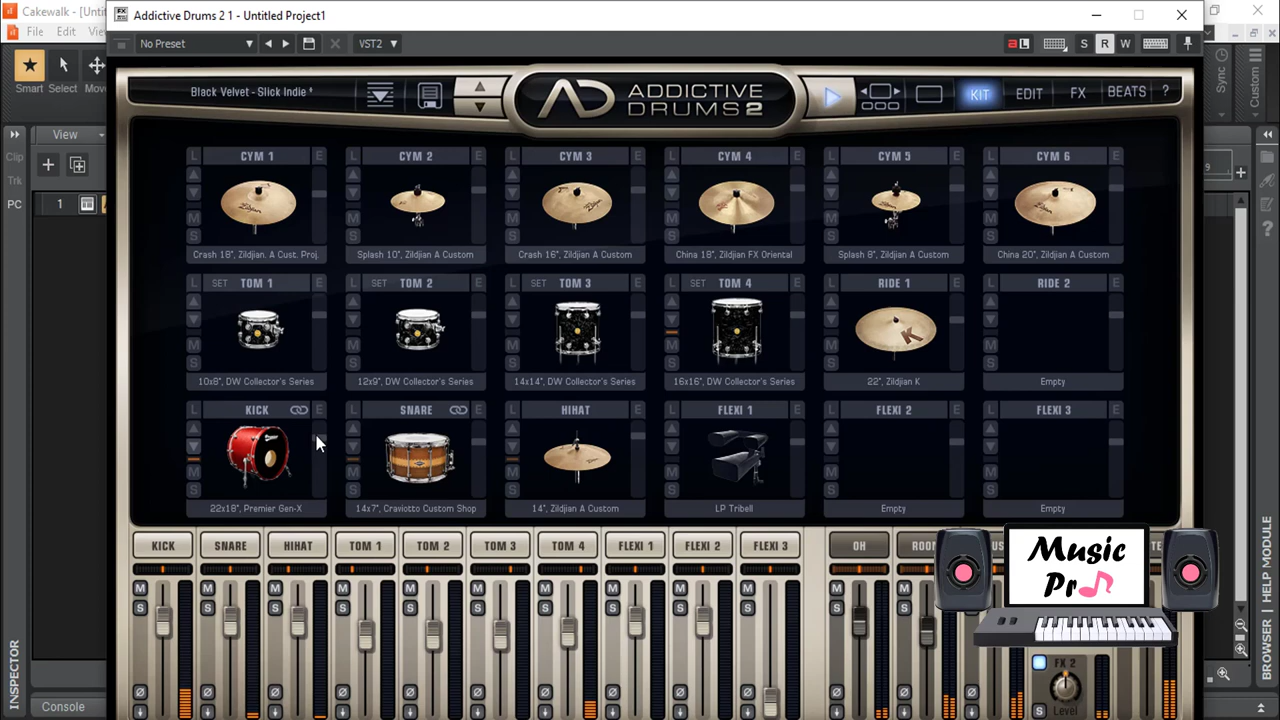 Cakewalk - [Unti
Addictive Drums 2 1 - Untitled Project1
File Edit
No Preset
VST2
S R W
Smart Select Mov
Black Velvet - Slick Indie *
ADDICTIVE
DRUMS 2
KIT EDIT FX BEATS ?
Sync
Custom
View
Clip
Trk
PC 1
L CYM 1 E L CYM 2 E L CYM 3 E L CYM 4 E L CYM 5 E L CYM 6 E
M M M M M M
S S S S S S
Crash 18", Zildjian. A Cust. Proj. Splash 10", Zildjian A Custom Crash 16", Zildjian A Custom China 18", Zildjian FX Oriental Splash 8", Zildjian A Custom China 20", Zildjian A Custom
L SET TOM 1 E L SET TOM 2 E L SET TOM 3 E L SET TOM 4 E L RIDE 1 E L RIDE 2 E
M M M M M M
S S S S S S
10x8", DW Collector's Series 12x9", DW Collector's Series 14x14", DW Collector's Series 16x16", DW Collector's Series 22", Zildjian K Empty
L KICK E L SNARE E L HIHAT E L FLEXI 1 E L FLEXI 2 E L FLEXI 3 E
M M M M M M
S S S S S S
22x18", Premier Gen-X 14x7", Craviotto Custom Shop 14", Zildjian A Custom LP Tribell Empty Empty
KICK SNARE HIHAT TOM 1 TOM 2 TOM 3 TOM 4 FLEXI 1 FLEXI 2 FLEXI 3 OH ROOM
M M M M M M M M M M M
S S S S S S S S S S S
Music
Pr
FX 2
Level
S
INSPECTOR
Console
BROWSER | HELP MODULE